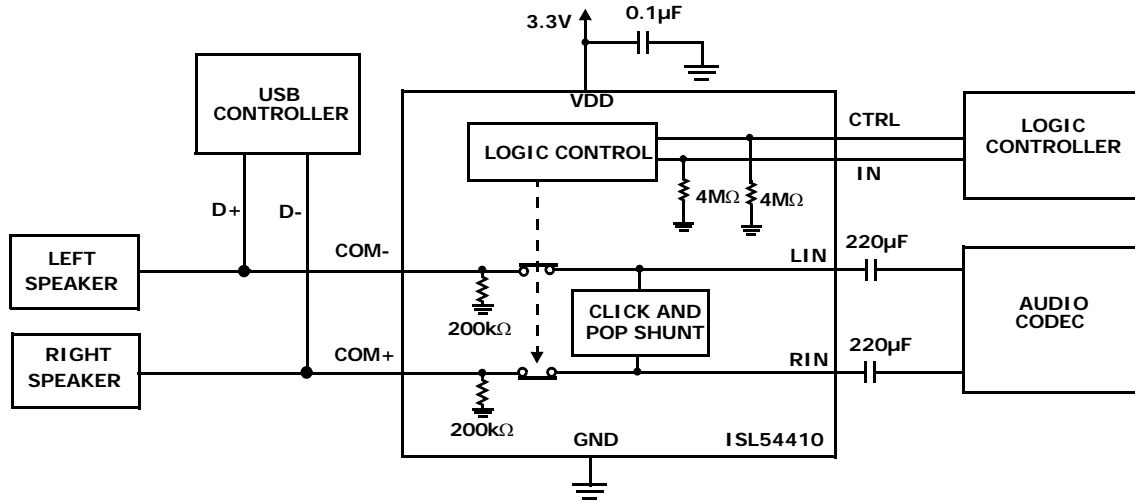 3.3V
0.1µF
USB
CONTROLLER
VDD
LOGIC CONTROL
CTRL
IN
LOGIC
CONTROLLER
4MΩ
4MΩ
D+
D-
LEFT
SPEAKER
COM-
LIN
220µF
200kΩ
CLICK AND
POP SHUNT
AUDIO
CODEC
RIGHT
SPEAKER
COM+
RIN
220µF
200kΩ
GND
ISL54410